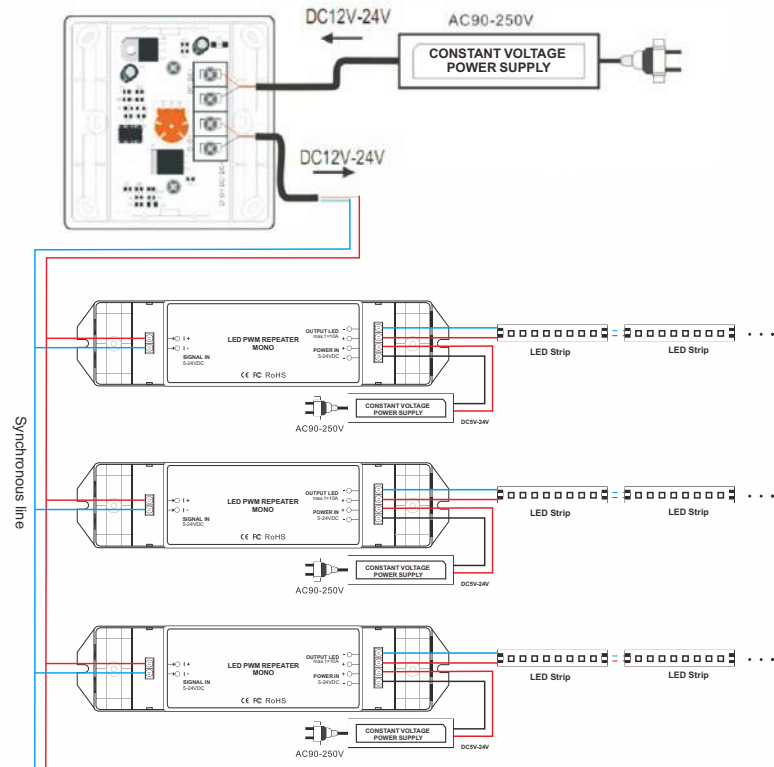 DC12V-24V
AC90-250V
CONSTANT VOLTAGE
POWER SUPPLY
DC12V-24V
Synchronous line
I +
I -
SIGNAL IN
5-24VDC
LED PWM REPEATER
MONO
CE FC RoHS
OUTPUT LED
max.1×10A
POWER IN
5-24VDC
-
+
+
-
LED Strip
LED Strip
. . .
AC90-250V
CONSTANT VOLTAGE
POWER SUPPLY
DC5V-24V
I +
I -
SIGNAL IN
5-24VDC
LED PWM REPEATER
MONO
CE FC RoHS
OUTPUT LED
max.1×10A
POWER IN
5-24VDC
-
+
+
-
LED Strip
LED Strip
. . .
AC90-250V
CONSTANT VOLTAGE
POWER SUPPLY
DC5V-24V
I +
I -
SIGNAL IN
5-24VDC
LED PWM REPEATER
MONO
CE FC RoHS
OUTPUT LED
max.1×10A
POWER IN
5-24VDC
-
+
+
-
LED Strip
LED Strip
. . .
AC90-250V
CONSTANT VOLTAGE
POWER SUPPLY
DC5V-24V